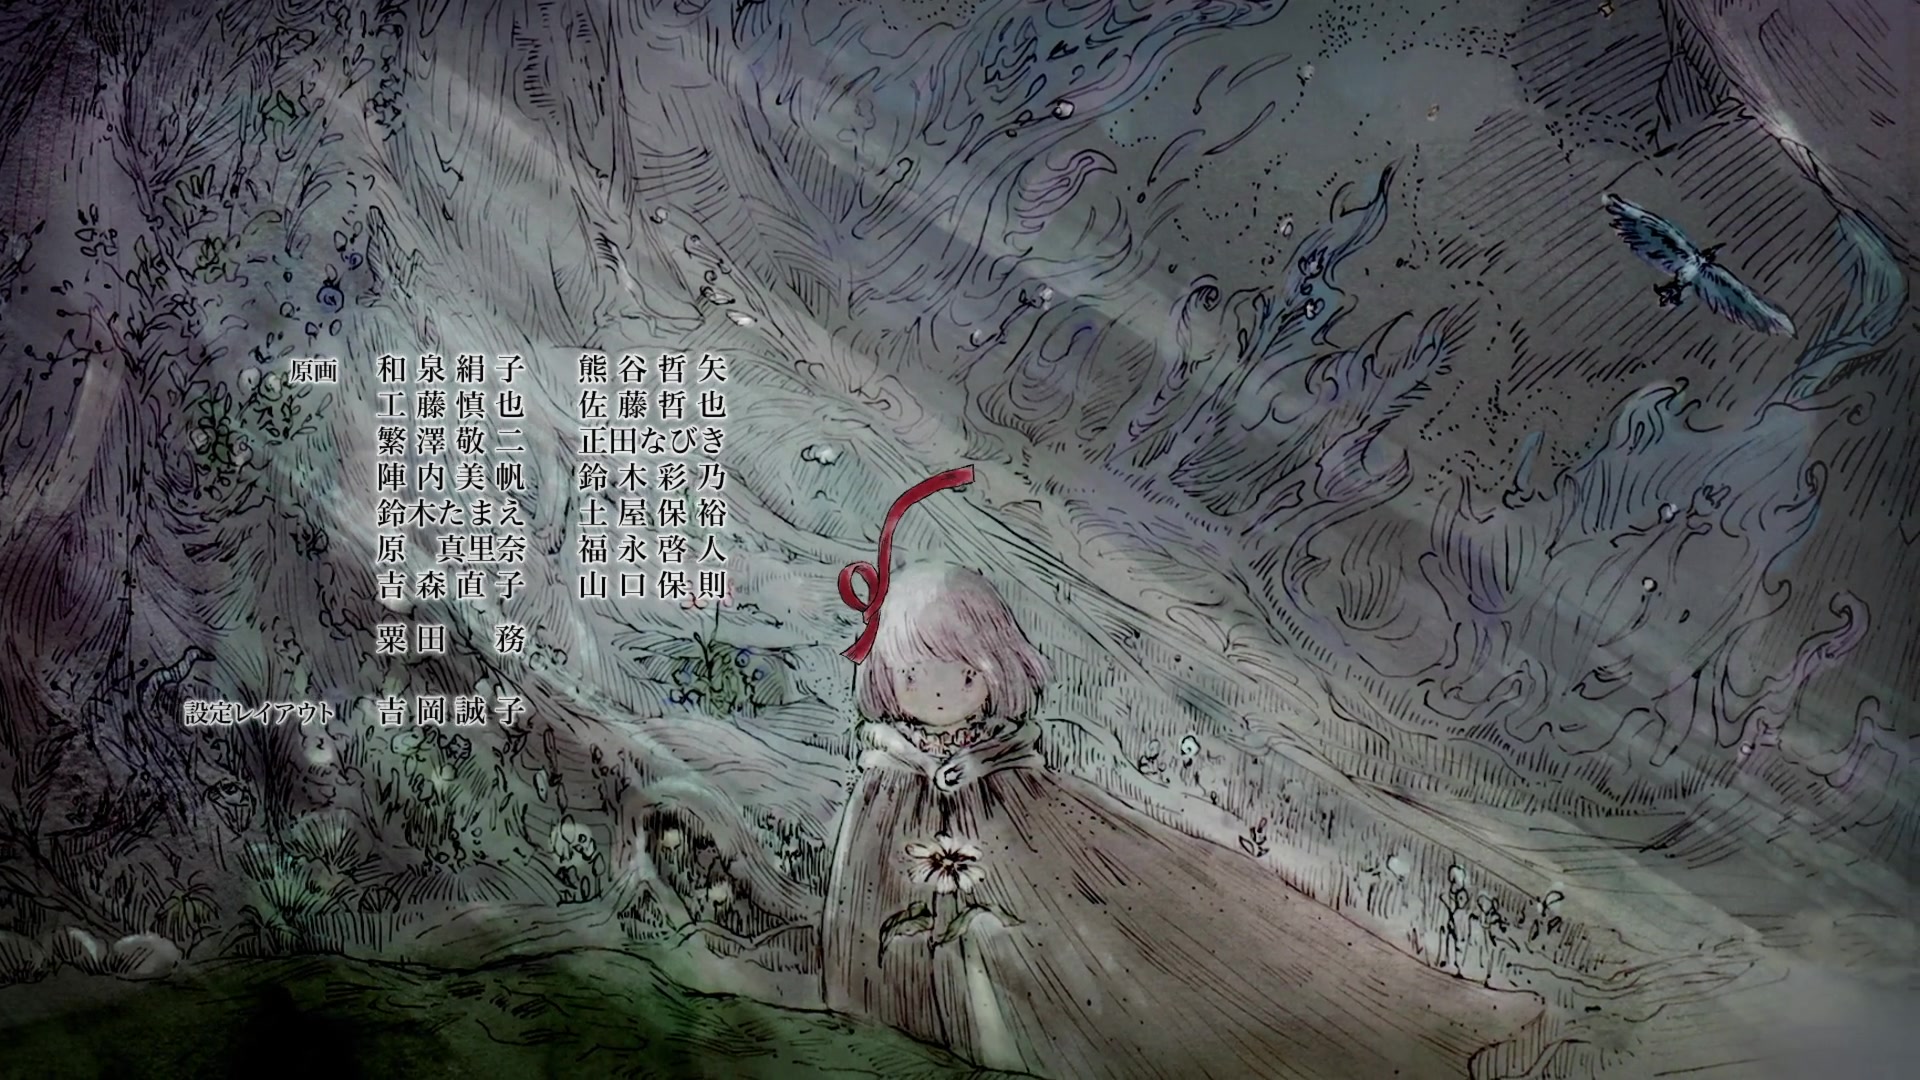 原画 和泉絹子 熊谷哲矢
工藤慎也 佐藤哲也
繁澤敬二 正田なびき
陣内美帆 鈴木彩乃
鈴木たまえ 土屋保裕
原 真里奈 福永啓人
吉森直子 山口保則
粟田 務
設定レイアウト 吉岡誠子